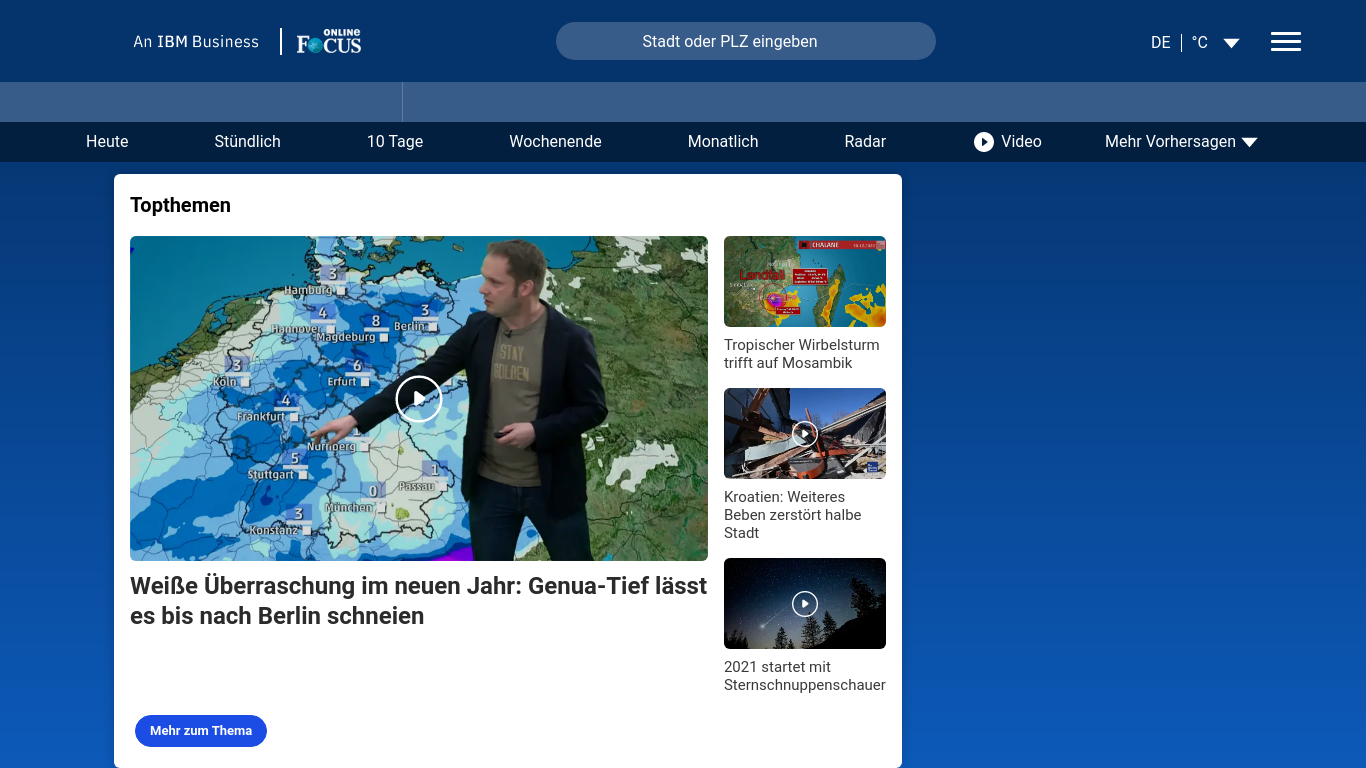 An IBM Business
ONLINE
FOCUS
Stadt oder PLZ eingeben
DE
°C
Heute
Stündlich
10 Tage
Wochenende
Monatlich
Radar
Video
Mehr Vorhersagen
Topthemen
3
Hamburg
4
Hannover
8
Magdeburg
3
Berlin
3
Köln
6
Erfurt
4
Frankfurt
1
Nürnberg
5
Stuttgart
1
Passau
0
München
3
Konstanz
STAY
GOLDEN
Weiße Überraschung im neuen Jahr: Genua-Tief lässt
es bis nach Berlin schneien
Mehr zum Thema
CHALANE
Landfall
Tropischer Wirbelsturm
trifft auf Mosambik
Kroatien: Weiteres
Beben zerstört halbe
Stadt
2021 startet mit
Sternschnuppenschauer